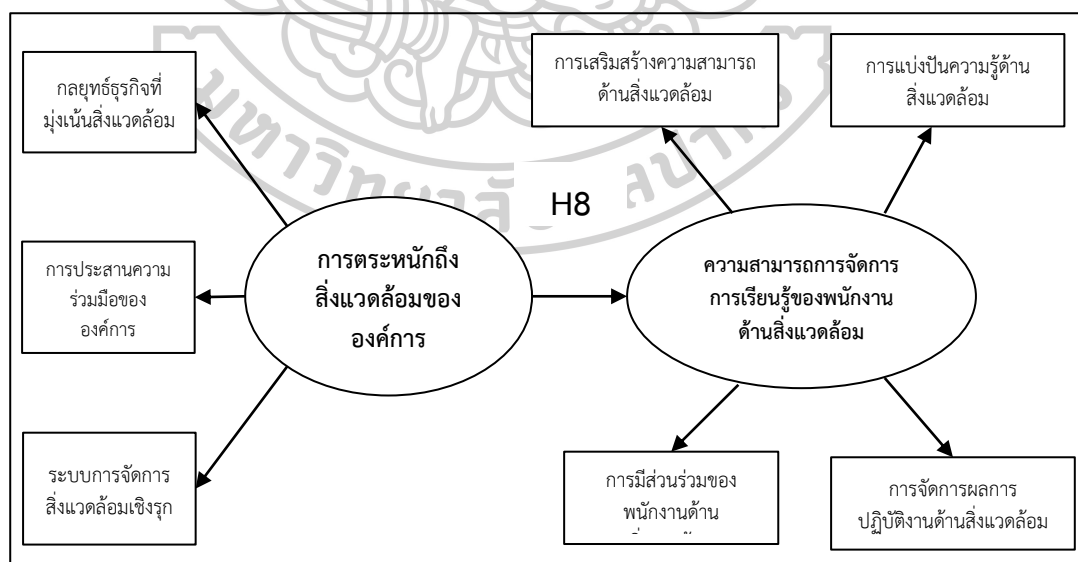 กลยุทธ์ธุรกิจที่
มุ่งเน้นสิ่งแวดล้อม
การประสานความ
ร่วมมือของ
องค์การ
ระบบการจัดการ
สิ่งแวดล้อมเชิงรุก
การตระหนักถึง
สิ่งแวดล้อมของ
องค์การ
H8
การเสริมสร้างความสามารถ
ด้านสิ่งแวดล้อม
การแบ่งปันความรู้ด้าน
สิ่งแวดล้อม
ความสามารถการจัดการ
การเรียนรู้ของพนักงาน
ด้านสิ่งแวดล้อม
การมีส่วนร่วมของ
พนักงานด้าน
การจัดการผลการ
ปฏิบัติงานด้านสิ่งแวดล้อม